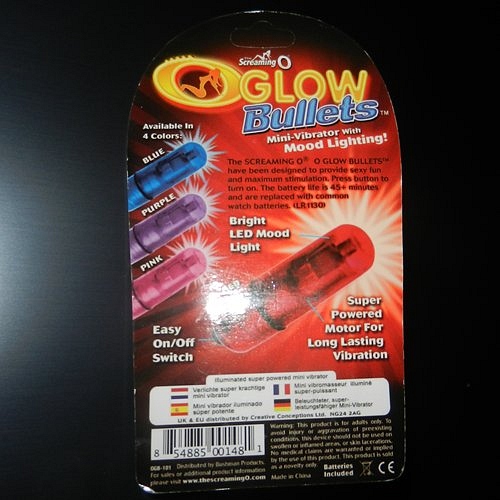 The
Screaming O
O GLOW
Bullets™
Mini-Vibrator with
Mood Lighting!
Available In
4 Colors:
BLUE
PURPLE
PINK
The SCREAMING O® O GLOW BULLETS™
have been designed to provide sexy fun
and maximum stimulation. Press button to
turn on. The battery life is 45+ minutes
and are replaced with common
watch batteries. (LR1130)
Bright
LED Mood
Light
Super
Powered
Motor For
Long Lasting
Vibration
Easy
On/Off
Switch
Illuminated super powered mini vibrator
Verlichte super krachtige
mini vibrator
Mini vibromasseur illuminé
super-puissant
Mini vibrador iluminado
súper potente
Beleuchteter, super-
leistungsfähiger Mini-Vibrator
UK & EU distributed by Creative Conceptions Ltd. NG24 2AG
8 54885 00148 1
Warning: This product is for adults only. To
avoid injury or aggravation of preexisting
conditions, this device should not be used on
swollen or inflamed areas, or skin lacerations.
No medical claims are warranted or implied
by the use of this product. This product is sold
as a novelty only.
Batteries
Included
CE
OGB-101
Distributed by Bushman Products.
For sales or additional product information
please visit: www.thescreamingO.com